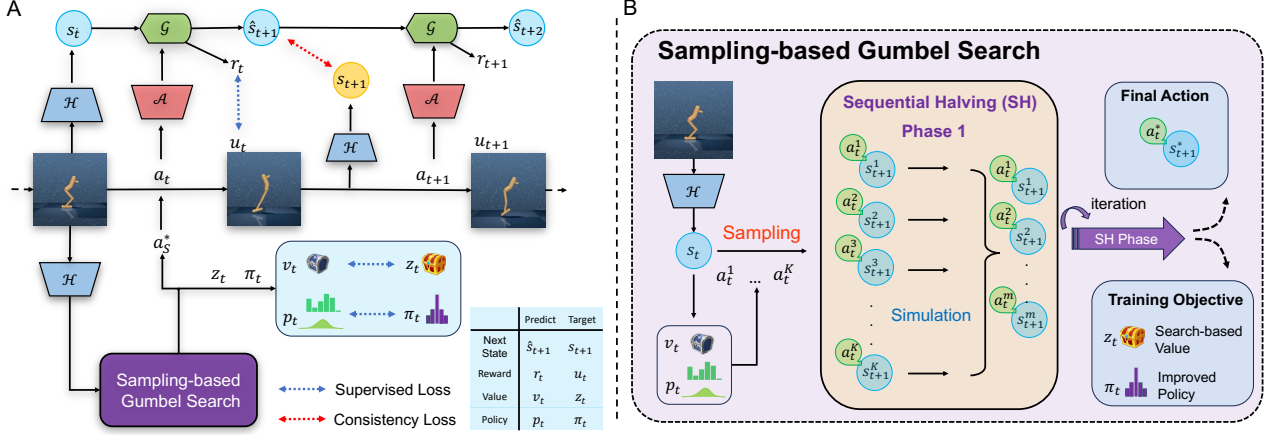 A
s_t
𝒢
ŝ_{t+1}
𝒢
ŝ_{t+2}
r_t
r_{t+1}
s_{t+1}
ℋ
𝒜
𝒜
ℋ
u_t
u_{t+1}
a_t
a_{t+1}
a_S^*
ℋ
z_t π_t
v_t z_t
p_t π_t
Sampling-based
Gumbel Search
Supervised Loss
Consistency Loss
Predict Target
Next
State ŝ_{t+1} s_{t+1}
Reward r_t u_t
Value v_t z_t
Policy p_t π_t
B
Sampling-based Gumbel Search
ℋ
s_t
Sampling
a_t^1 ... a_t^K
v_t
p_t
Sequential Halving (SH)
Phase 1
a_t^1 s_{t+1}^1
a_t^2 s_{t+1}^2
a_t^3 s_{t+1}^3
.
.
.
a_t^K s_{t+1}^K
Simulation
a_t^1 s_{t+1}^1
a_t^2 s_{t+1}^2
.
.
a_t^m s_{t+1}^m
iteration
SH Phase
Final Action
a_t^* s_{t+1}^*
Training Objective
z_t Search-based
Value
π_t Improved
Policy